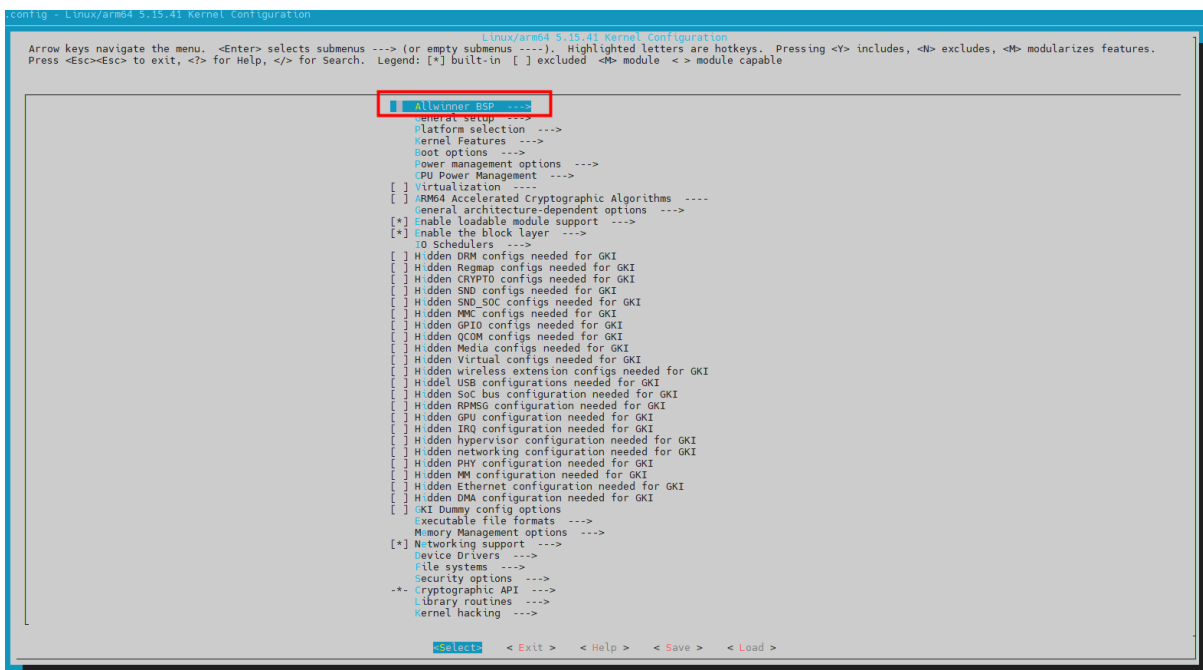 .config - Linux/arm64 5.15.41 Kernel Configuration
Linux/arm64 5.15.41 Kernel Configuration
Arrow keys navigate the menu.  <Enter> selects submenus ---> (or empty submenus ----).  Highlighted letters are hotkeys.  Pressing <Y> includes, <N> excludes, <M> modularizes features.
Press <Esc><Esc> to exit, <?> for Help, </> for Search.  Legend: [*] built-in  [ ] excluded  <M> module  < > module capable
Allwinner BSP  --->
General setup  --->
Platform selection  --->
Kernel Features  --->
Boot options  --->
Power management options  --->
CPU Power Management  --->
[ ] Virtualization  ----
[ ] ARM64 Accelerated Cryptographic Algorithms  ----
General architecture-dependent options  --->
[*] Enable loadable module support  --->
[*] Enable the block layer  --->
IO Schedulers  --->
[ ] Hidden DRM configs needed for GKI
[ ] Hidden Regmap configs needed for GKI
[ ] Hidden CRYPTO configs needed for GKI
[ ] Hidden SND configs needed for GKI
[ ] Hidden SND_SOC configs needed for GKI
[ ] Hidden MMC configs needed for GKI
[ ] Hidden GPIO configs needed for GKI
[ ] Hidden QCOM configs needed for GKI
[ ] Hidden Media configs needed for GKI
[ ] Hidden Virtual configs needed for GKI
[ ] Hidden wireless extension configs needed for GKI
[ ] Hiddel USB configurations needed for GKI
[ ] Hidden SoC bus configuration needed for GKI
[ ] Hidden RPMSG configuration needed for GKI
[ ] Hidden GPU configuration needed for GKI
[ ] Hidden IRQ configuration needed for GKI
[ ] Hidden hypervisor configuration needed for GKI
[ ] Hidden networking configuration needed for GKI
[ ] Hidden PHY configuration needed for GKI
[ ] Hidden MM configuration needed for GKI
[ ] Hidden Ethernet configuration needed for GKI
[ ] Hidden DMA configuration needed for GKI
[ ] GKI Dummy config options
Executable file formats  --->
Memory Management options  --->
[*] Networking support  --->
Device Drivers  --->
File systems  --->
Security options  --->
-*- Cryptographic API  --->
Library routines  --->
Kernel hacking  --->
<Select>    < Exit >    < Help >    < Save >    < Load >